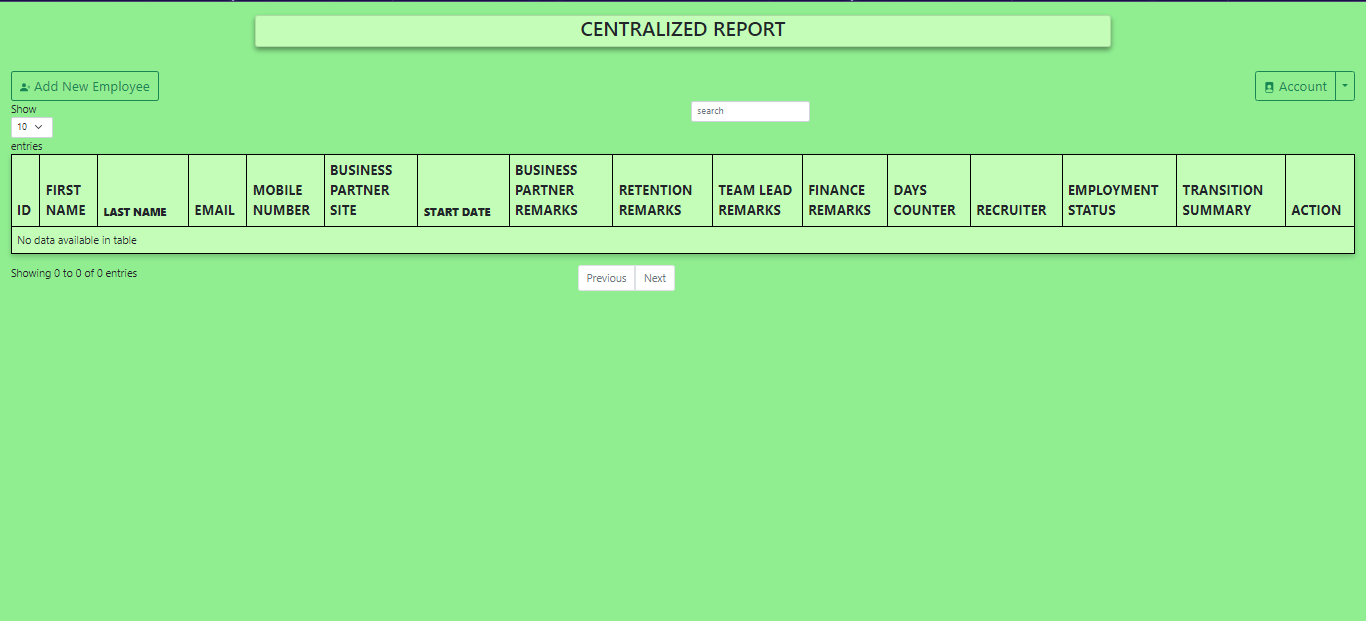 CENTRALIZED REPORT
Add New Employee
Account
Show
search
10
entries
ID
FIRST
NAME
LAST NAME
EMAIL
MOBILE
NUMBER
BUSINESS
PARTNER
SITE
START DATE
BUSINESS
PARTNER
REMARKS
RETENTION
REMARKS
TEAM LEAD
REMARKS
FINANCE
REMARKS
DAYS
COUNTER
RECRUITER
EMPLOYMENT
STATUS
TRANSITION
SUMMARY
ACTION
No data available in table
Showing 0 to 0 of 0 entries
Previous
Next